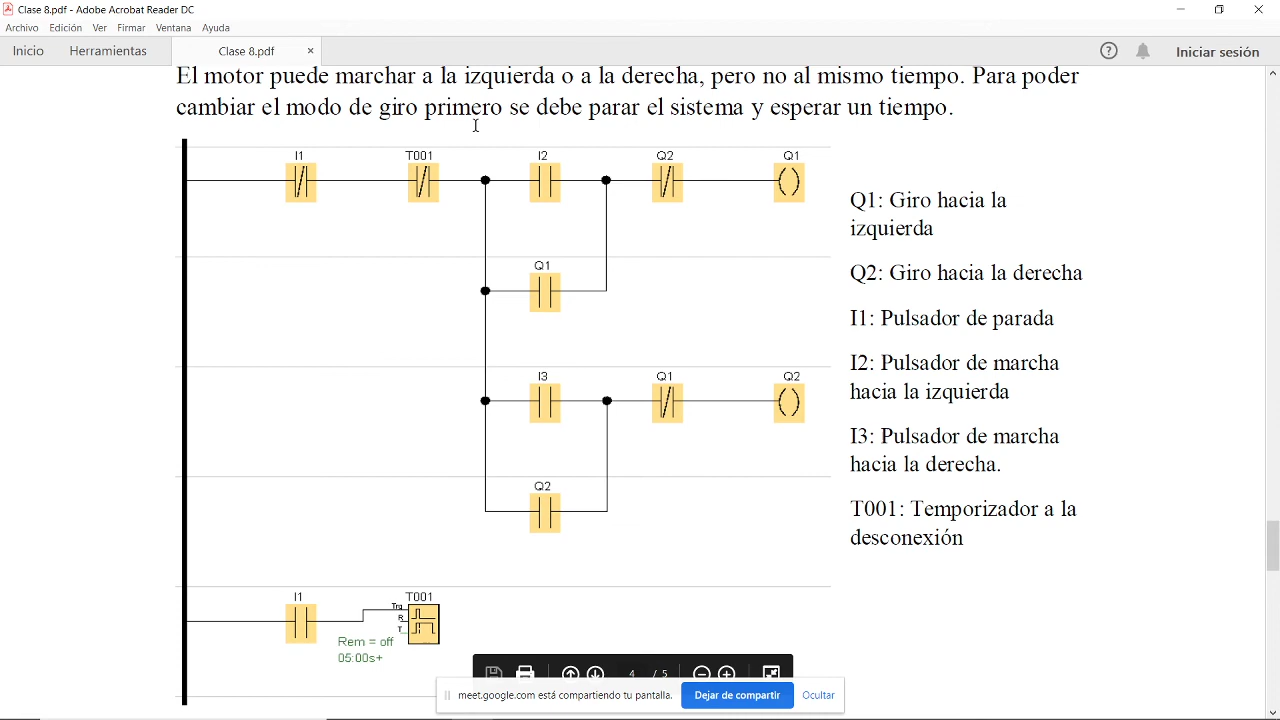 Clase 8.pdf - Adobe Acrobat Reader DC
Archivo Edición Ver Firmar Ventana Ayuda
Inicio Herramientas Clase 8.pdf × Iniciar sesión
El motor puede marchar a la izquierda o a la derecha, pero no al mismo tiempo. Para poder
cambiar el modo de giro primero se debe parar el sistema y esperar un tiempo.
I1 T001 I2 Q2 Q1
Q1
I3 Q1 Q2
Q2
I1 T001
Trg
R
T
Rem = off
05:00s+
Q1: Giro hacia la
izquierda
Q2: Giro hacia la derecha
I1: Pulsador de parada
I2: Pulsador de marcha
hacia la izquierda
I3: Pulsador de marcha
hacia la derecha.
T001: Temporizador a la
desconexión
4 / 5
meet.google.com está compartiendo tu pantalla. Dejar de compartir Ocultar